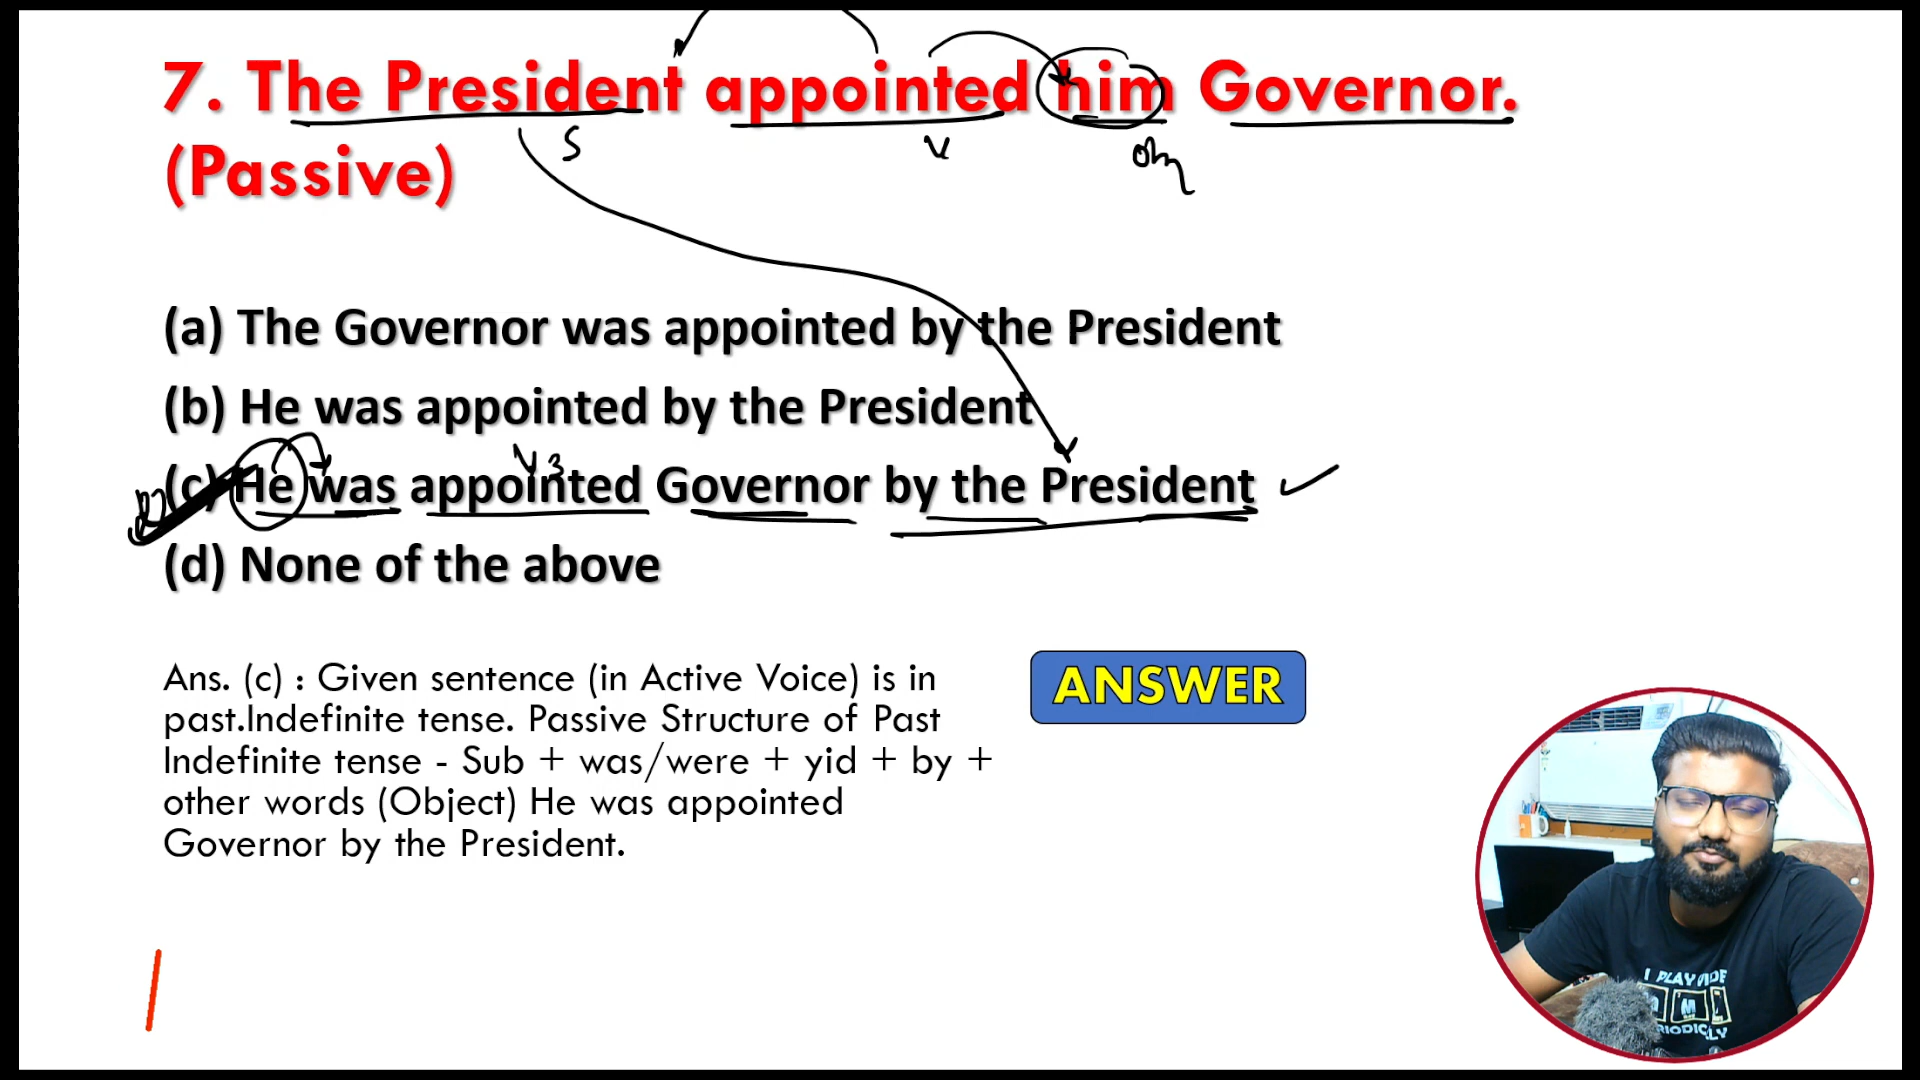 7. The President appointed him Governor.
S V Obj
(Passive)
(a) The Governor was appointed by the President
(b) He was appointed by the President
V3
(c) He was appointed Governor by the President
(d) None of the above
Ans. (c) : Given sentence (in Active Voice) is in
past.Indefinite tense. Passive Structure of Past
Indefinite tense - Sub + was/were + yid + by +
other words (Object) He was appointed
Governor by the President.
ANSWER
I PLAY